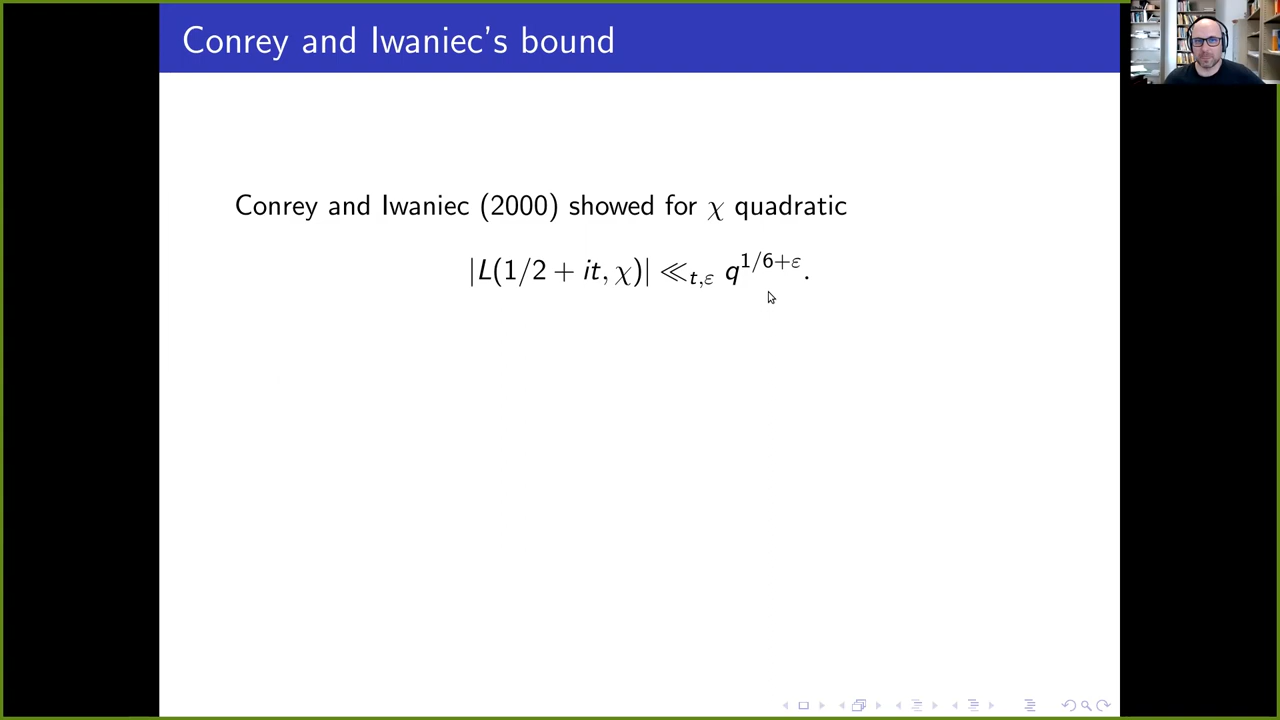 Conrey and Iwaniec's bound
Conrey and Iwaniec (2000) showed for χ quadratic
|L(1/2 + it, χ)| ≪_{t,ε} q^{1/6+ε}.